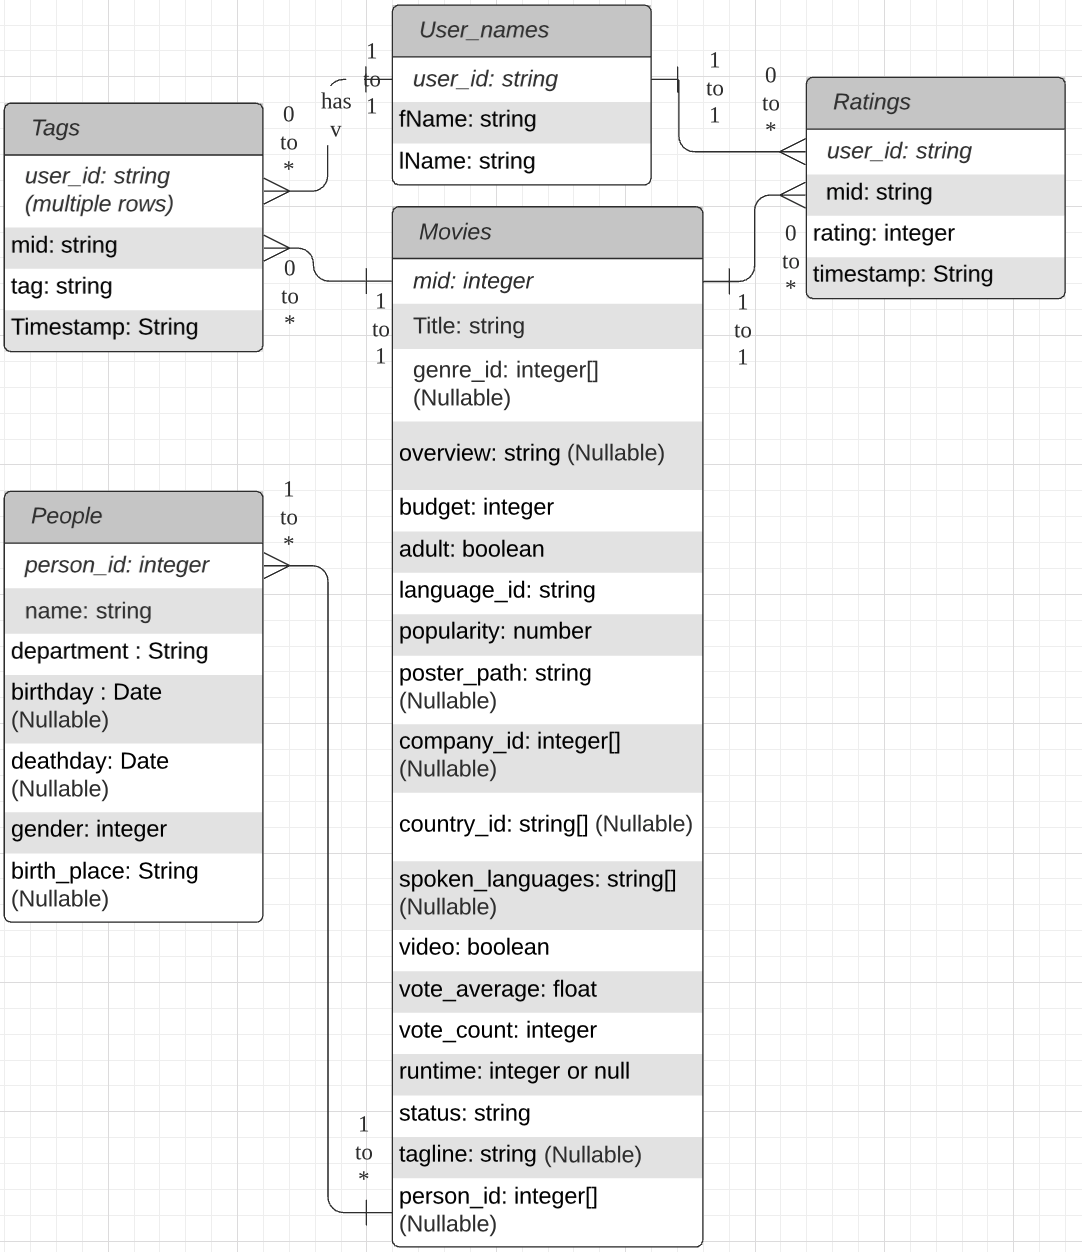 User_names
user_id: string
fName: string
lName: string
1
to
1
has
v
0
to
*
1
to
1
0
to
*
Tags
user_id: string
(multiple rows)
mid: string
tag: string
Timestamp: String
0
to
*
1
to
1
Ratings
user_id: string
mid: string
rating: integer
timestamp: String
0
to
*
1
to
1
Movies
mid: integer
Title: string
genre_id: integer[]
(Nullable)
overview: string (Nullable)
budget: integer
adult: boolean
language_id: string
popularity: number
poster_path: string
(Nullable)
company_id: integer[]
(Nullable)
country_id: string[] (Nullable)
spoken_languages: string[]
(Nullable)
video: boolean
vote_average: float
vote_count: integer
runtime: integer or null
status: string
tagline: string (Nullable)
person_id: integer[]
(Nullable)
People
person_id: integer
name: string
department : String
birthday : Date
(Nullable)
deathday: Date
(Nullable)
gender: integer
birth_place: String
(Nullable)
1
to
*
1
to
*